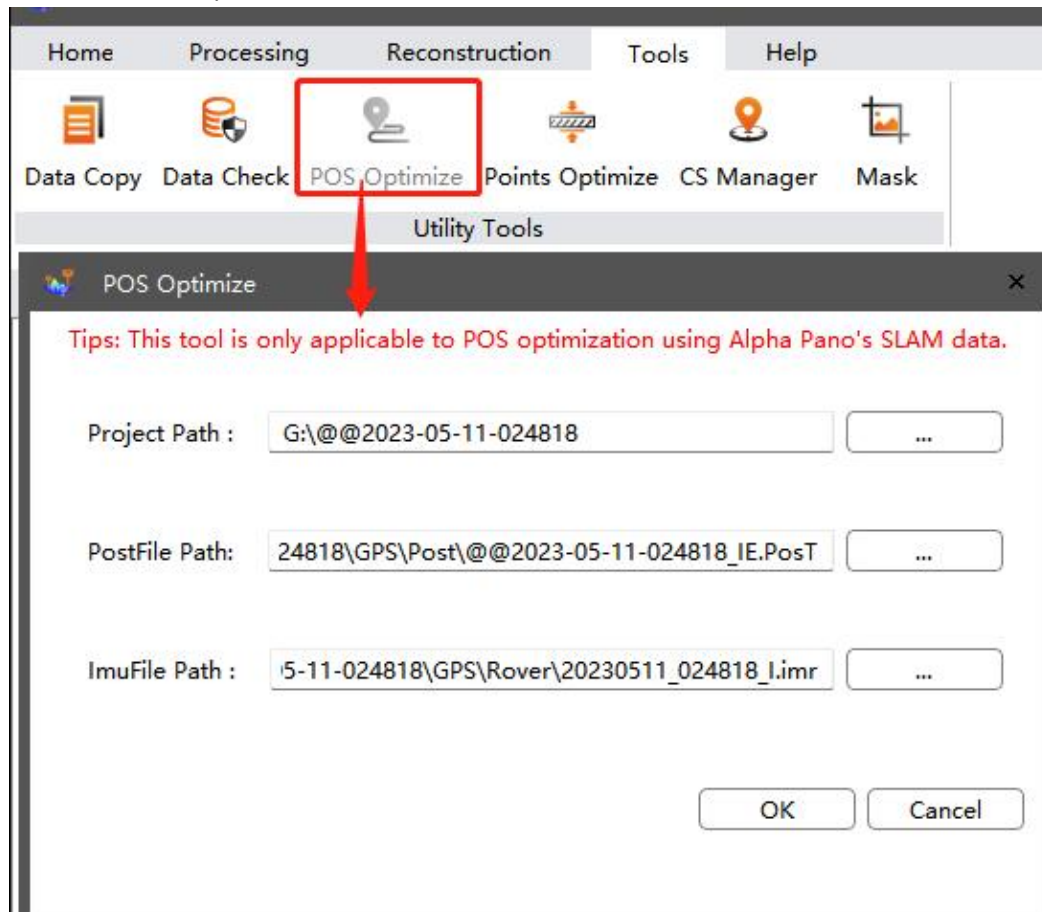 Home Processing Reconstruction Tools Help
Data Copy Data Check POS Optimize Points Optimize CS Manager Mask
Utility Tools
POS Optimize
Tips: This tool is only applicable to POS optimization using Alpha Pano's SLAM data.
Project Path : G:\@@2023-05-11-024818 ...
PostFile Path: 24818\GPS\Post\@@2023-05-11-024818_IE.PosT ...
ImuFile Path : 5-11-024818\GPS\Rover\20230511_024818_I.imr ...
OK Cancel